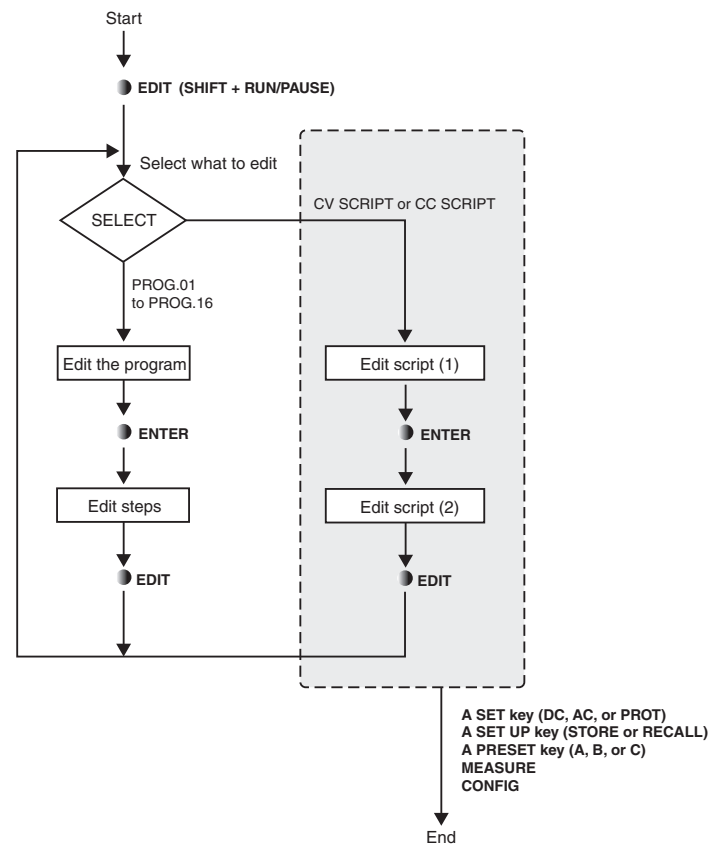 Start
EDIT (SHIFT + RUN/PAUSE)
Select what to edit
SELECT
CV SCRIPT or CC SCRIPT
PROG.01
to PROG.16
Edit the program
ENTER
Edit steps
EDIT
Edit script (1)
ENTER
Edit script (2)
EDIT
A SET key (DC, AC, or PROT)
A SET UP key (STORE or RECALL)
A PRESET key (A, B, or C)
MEASURE
CONFIG
End